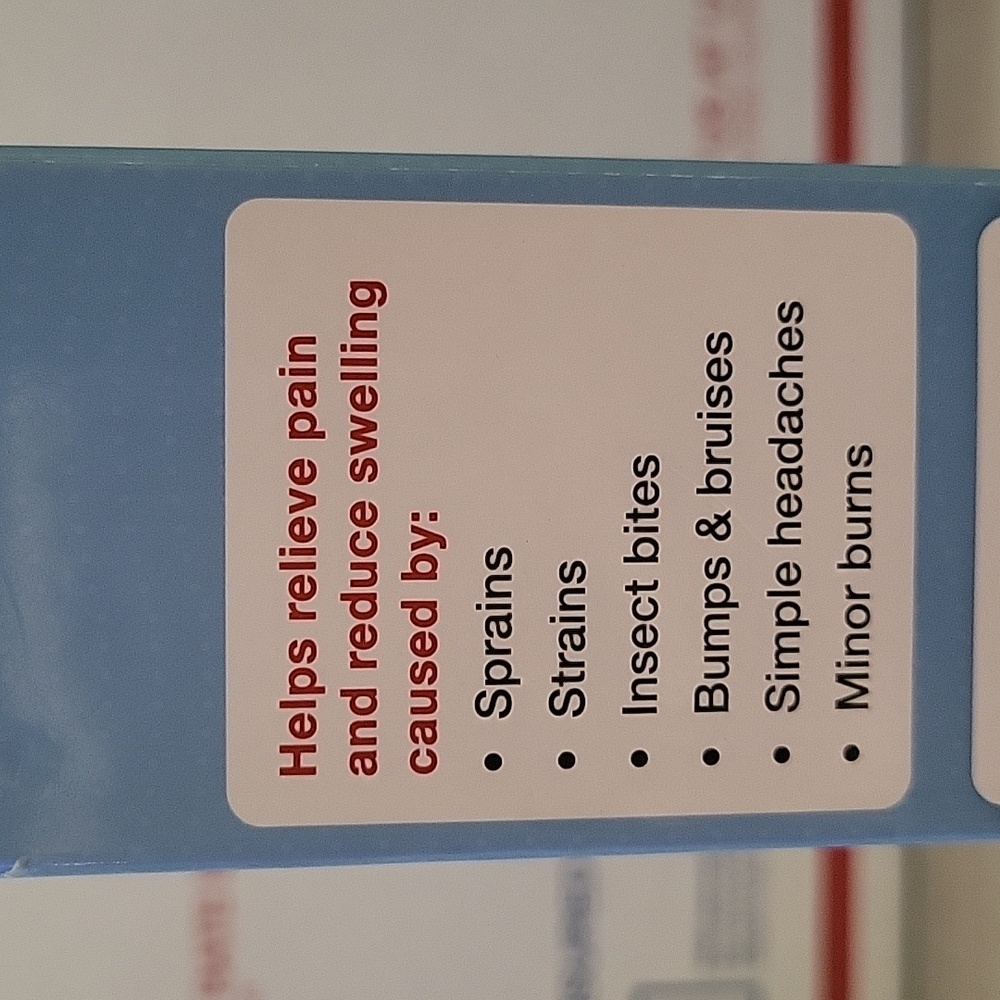 Helps relieve pain
and reduce swelling
caused by:
• Sprains
• Strains
• Insect bites
• Bumps & bruises
• Simple headaches
• Minor burns